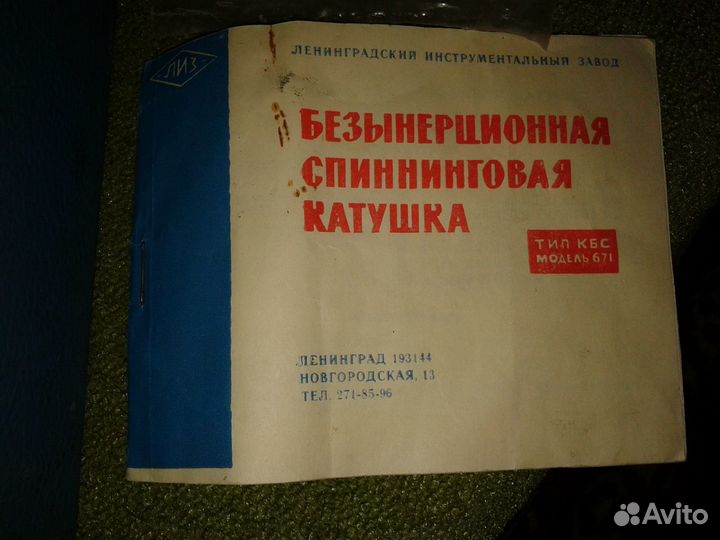 ЛИЗ
ЛЕНИНГРАДСКИЙ ИНСТРУМЕНТАЛЬНЫЙ ЗАВОД
БЕЗЫНЕРЦИОННАЯ
СПИННИНГОВАЯ
КАТУШКА
ТИП КБС
МОДЕЛЬ 671
ЛЕНИНГРАД 193144
НОВГОРОДСКАЯ, 13
ТЕЛ. 271-85-96
Avito